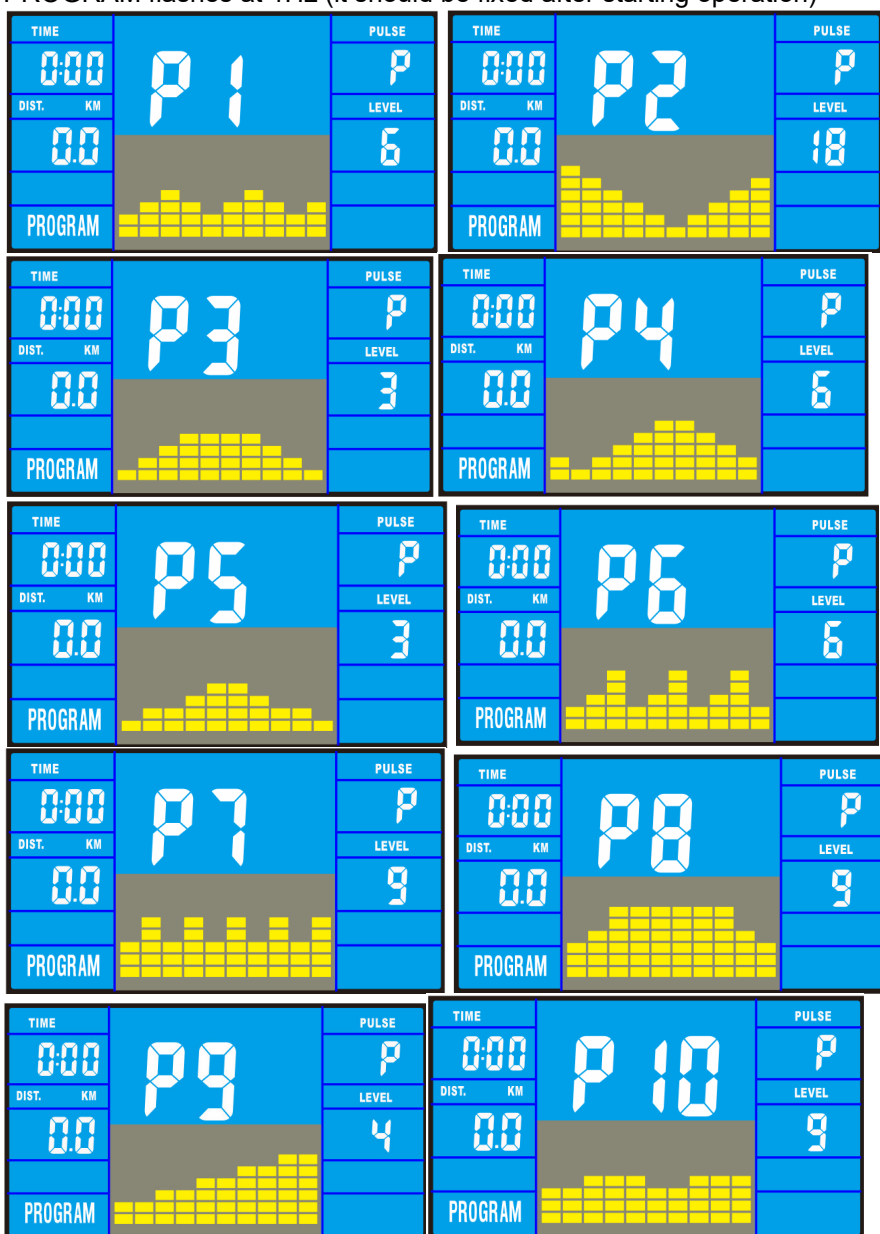 PROGRAM flashes at 1HZ (it should be fixed after starting operation)
TIME
0:00
DIST. KM
0.0
PROGRAM
P1
PULSE
P
LEVEL
6
TIME
0:00
DIST. KM
0.0
PROGRAM
P2
PULSE
P
LEVEL
18
TIME
0:00
DIST. KM
0.0
PROGRAM
P3
PULSE
P
LEVEL
3
TIME
0:00
DIST. KM
0.0
PROGRAM
P4
PULSE
P
LEVEL
6
TIME
0:00
DIST. KM
0.0
PROGRAM
P5
PULSE
P
LEVEL
3
TIME
0:00
DIST. KM
0.0
PROGRAM
P6
PULSE
P
LEVEL
6
TIME
0:00
DIST. KM
0.0
PROGRAM
P7
PULSE
P
LEVEL
9
TIME
0:00
DIST. KM
0.0
PROGRAM
P8
PULSE
P
LEVEL
9
TIME
0:00
DIST. KM
0.0
PROGRAM
P9
PULSE
P
LEVEL
4
TIME
0:00
DIST. KM
0.0
PROGRAM
P10
PULSE
P
LEVEL
9